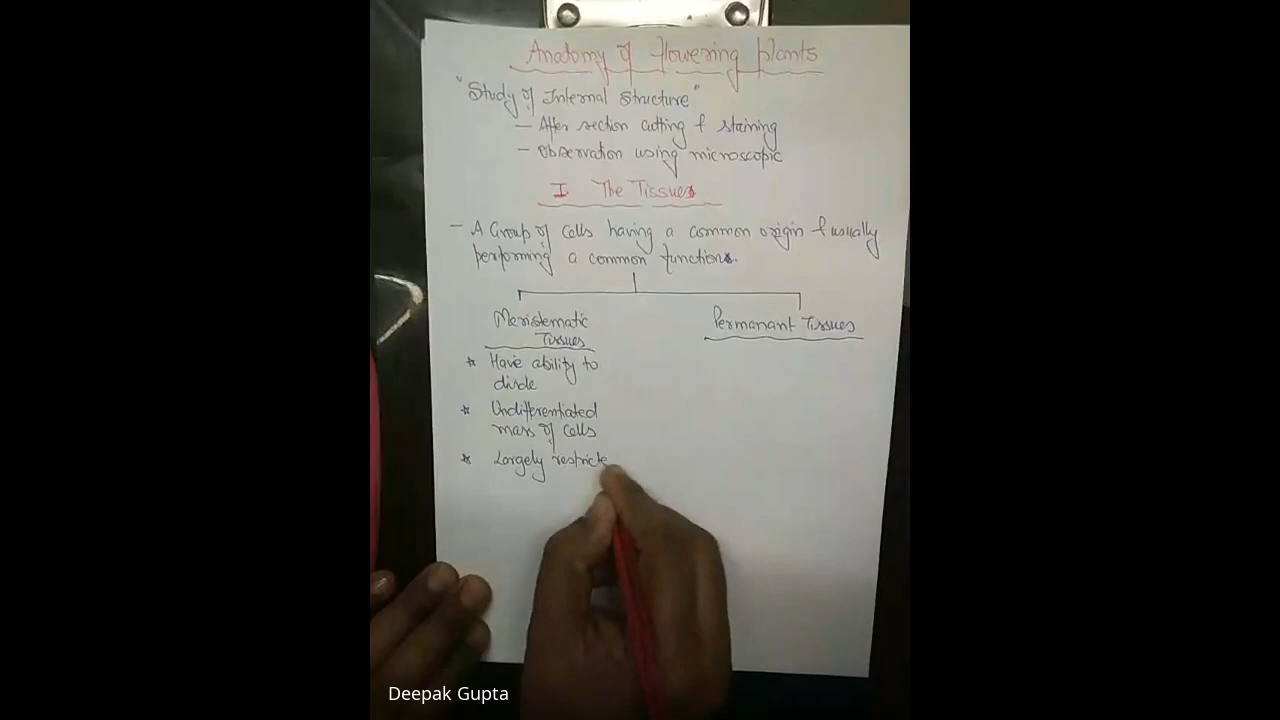 Anatomy of flowering plants
"Study of Internal structure"
- After section cutting & staining
- Observation using microscopic
I. The Tissues
- A Group of cells having a common origin & usually
performing a common function.
Meristematic
Tissues
Permanant Tissues
* Have ability to
divide
* Undifferentiated
mass of cells
* Largely restricte
Deepak Gupta